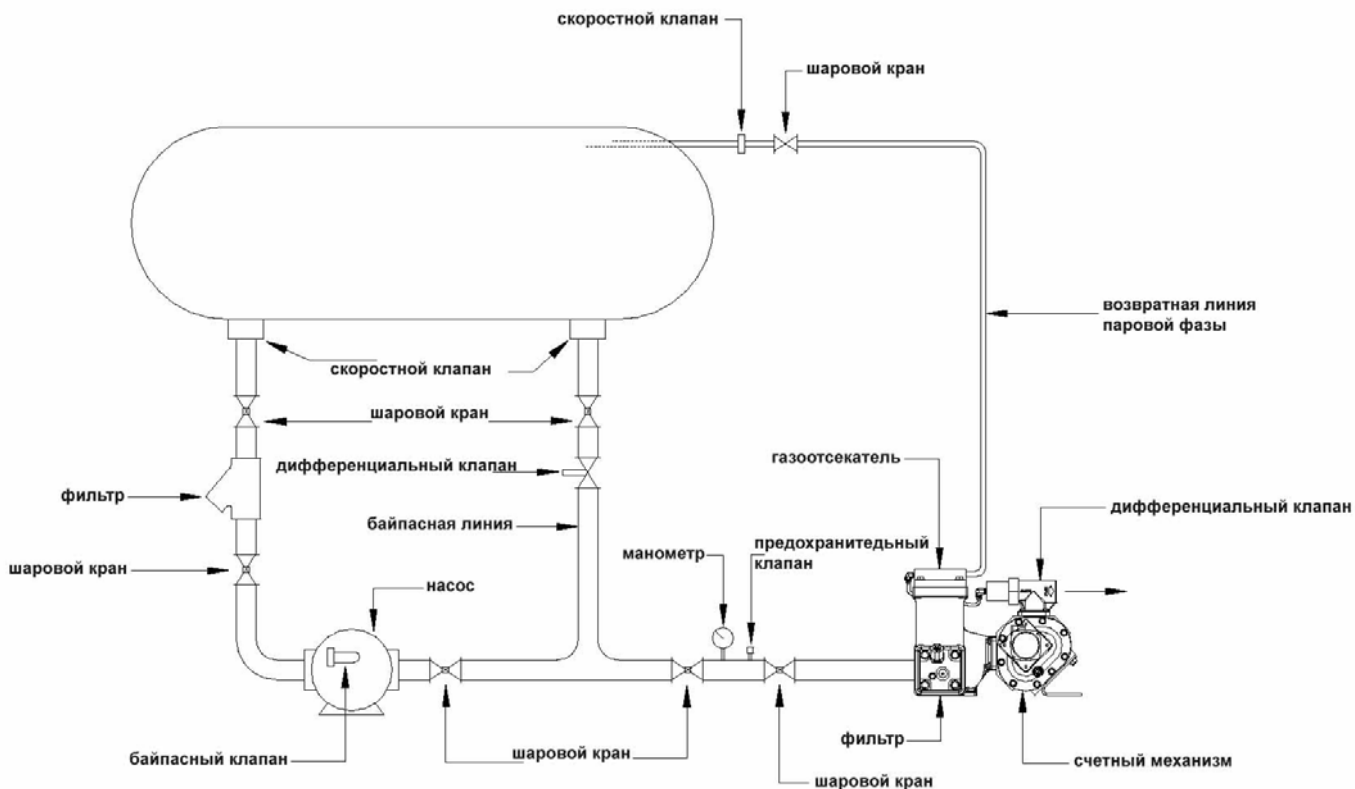 скоростной клапан
шаровой кран
возвратная линия
паровой фазы
скоростной клапан
шаровой кран
дифференциальный клапан
газоотсекатель
фильтр
дифференциальный клапан
байпасная линия
манометр
предохранитедьный
клапан
шаровой кран
насос
байпасный клапан
шаровой кран
фильтр
счетный механизм
шаровой кран